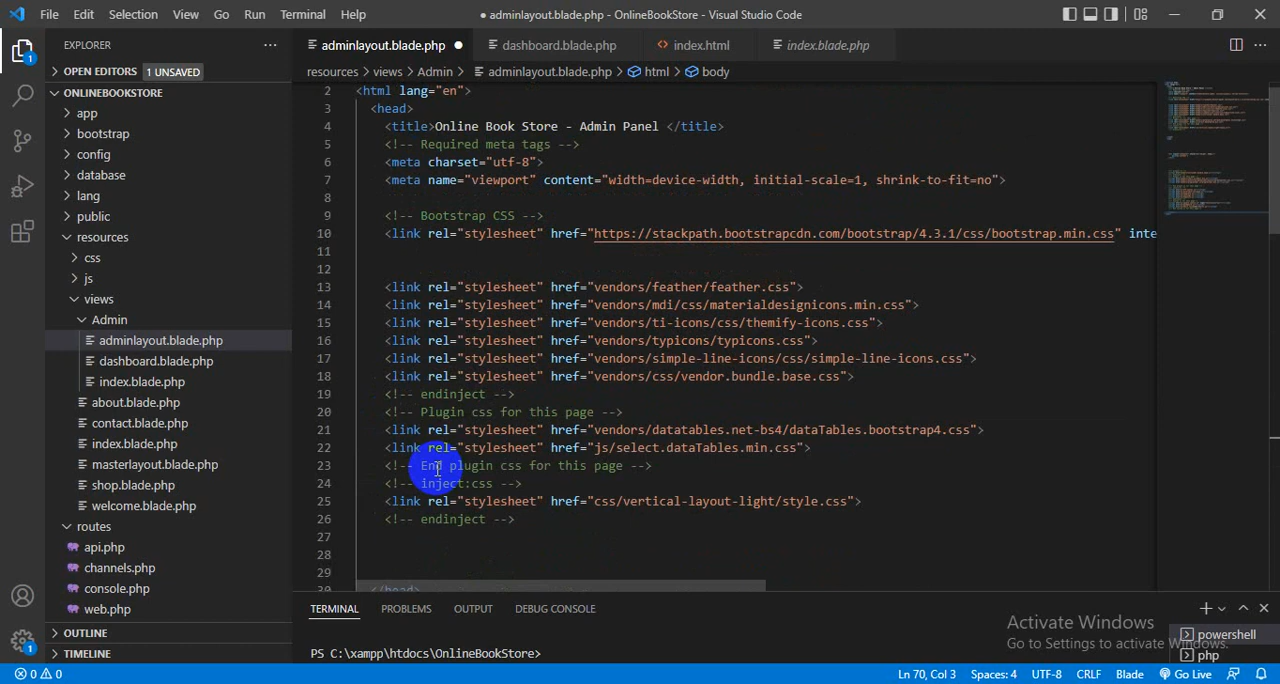 File Edit Selection View Go Run Terminal Help
● adminlayout.blade.php - OnlineBookStore - Visual Studio Code
EXPLORER
OPEN EDITORS 1 UNSAVED
ONLINEBOOKSTORE
app
bootstrap
config
database
lang
public
resources
css
js
views
Admin
adminlayout.blade.php
dashboard.blade.php
index.blade.php
about.blade.php
contact.blade.php
index.blade.php
masterlayout.blade.php
shop.blade.php
welcome.blade.php
routes
api.php
channels.php
console.php
web.php
OUTLINE
TIMELINE
adminlayout.blade.php ● dashboard.blade.php <> index.html index.blade.php
resources > views > Admin > adminlayout.blade.php > html > body
2 <html lang="en">
3 <head>
4 <title>Online Book Store - Admin Panel </title>
5 <!-- Required meta tags -->
6 <meta charset="utf-8">
7 <meta name="viewport" content="width=device-width, initial-scale=1, shrink-to-fit=no">
8
9 <!-- Bootstrap CSS -->
10 <link rel="stylesheet" href="https://stackpath.bootstrapcdn.com/bootstrap/4.3.1/css/bootstrap.min.css" inte
11
12
13 <link rel="stylesheet" href="vendors/feather/feather.css">
14 <link rel="stylesheet" href="vendors/mdi/css/materialdesignicons.min.css">
15 <link rel="stylesheet" href="vendors/ti-icons/css/themify-icons.css">
16 <link rel="stylesheet" href="vendors/typicons/typicons.css">
17 <link rel="stylesheet" href="vendors/simple-line-icons/css/simple-line-icons.css">
18 <link rel="stylesheet" href="vendors/css/vendor.bundle.base.css">
19 <!-- endinject -->
20 <!-- Plugin css for this page -->
21 <link rel="stylesheet" href="vendors/datatables.net-bs4/dataTables.bootstrap4.css">
22 <link rel="stylesheet" href="js/select.dataTables.min.css">
23 <!-- End plugin css for this page -->
24 <!-- inject:css -->
25 <link rel="stylesheet" href="css/vertical-layout-light/style.css">
26 <!-- endinject -->
27
28
29
30 </head>
TERMINAL PROBLEMS OUTPUT DEBUG CONSOLE
PS C:\xampp\htdocs\OnlineBookStore>
powershell
php
Activate Windows
Go to Settings to activate Windows.
1
1
0 0 Ln 70, Col 3 Spaces: 4 UTF-8 CRLF Blade Go Live